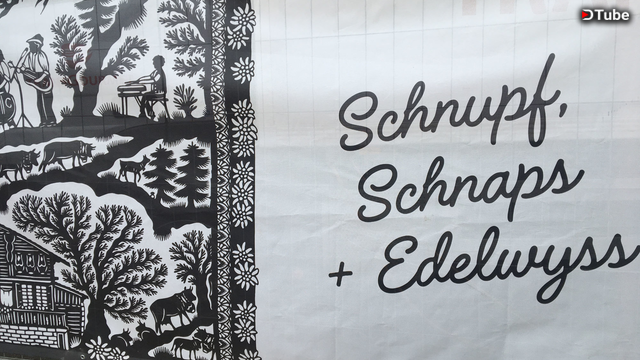 DTube
Schnupf,
Schnaps
+ Edelwyss